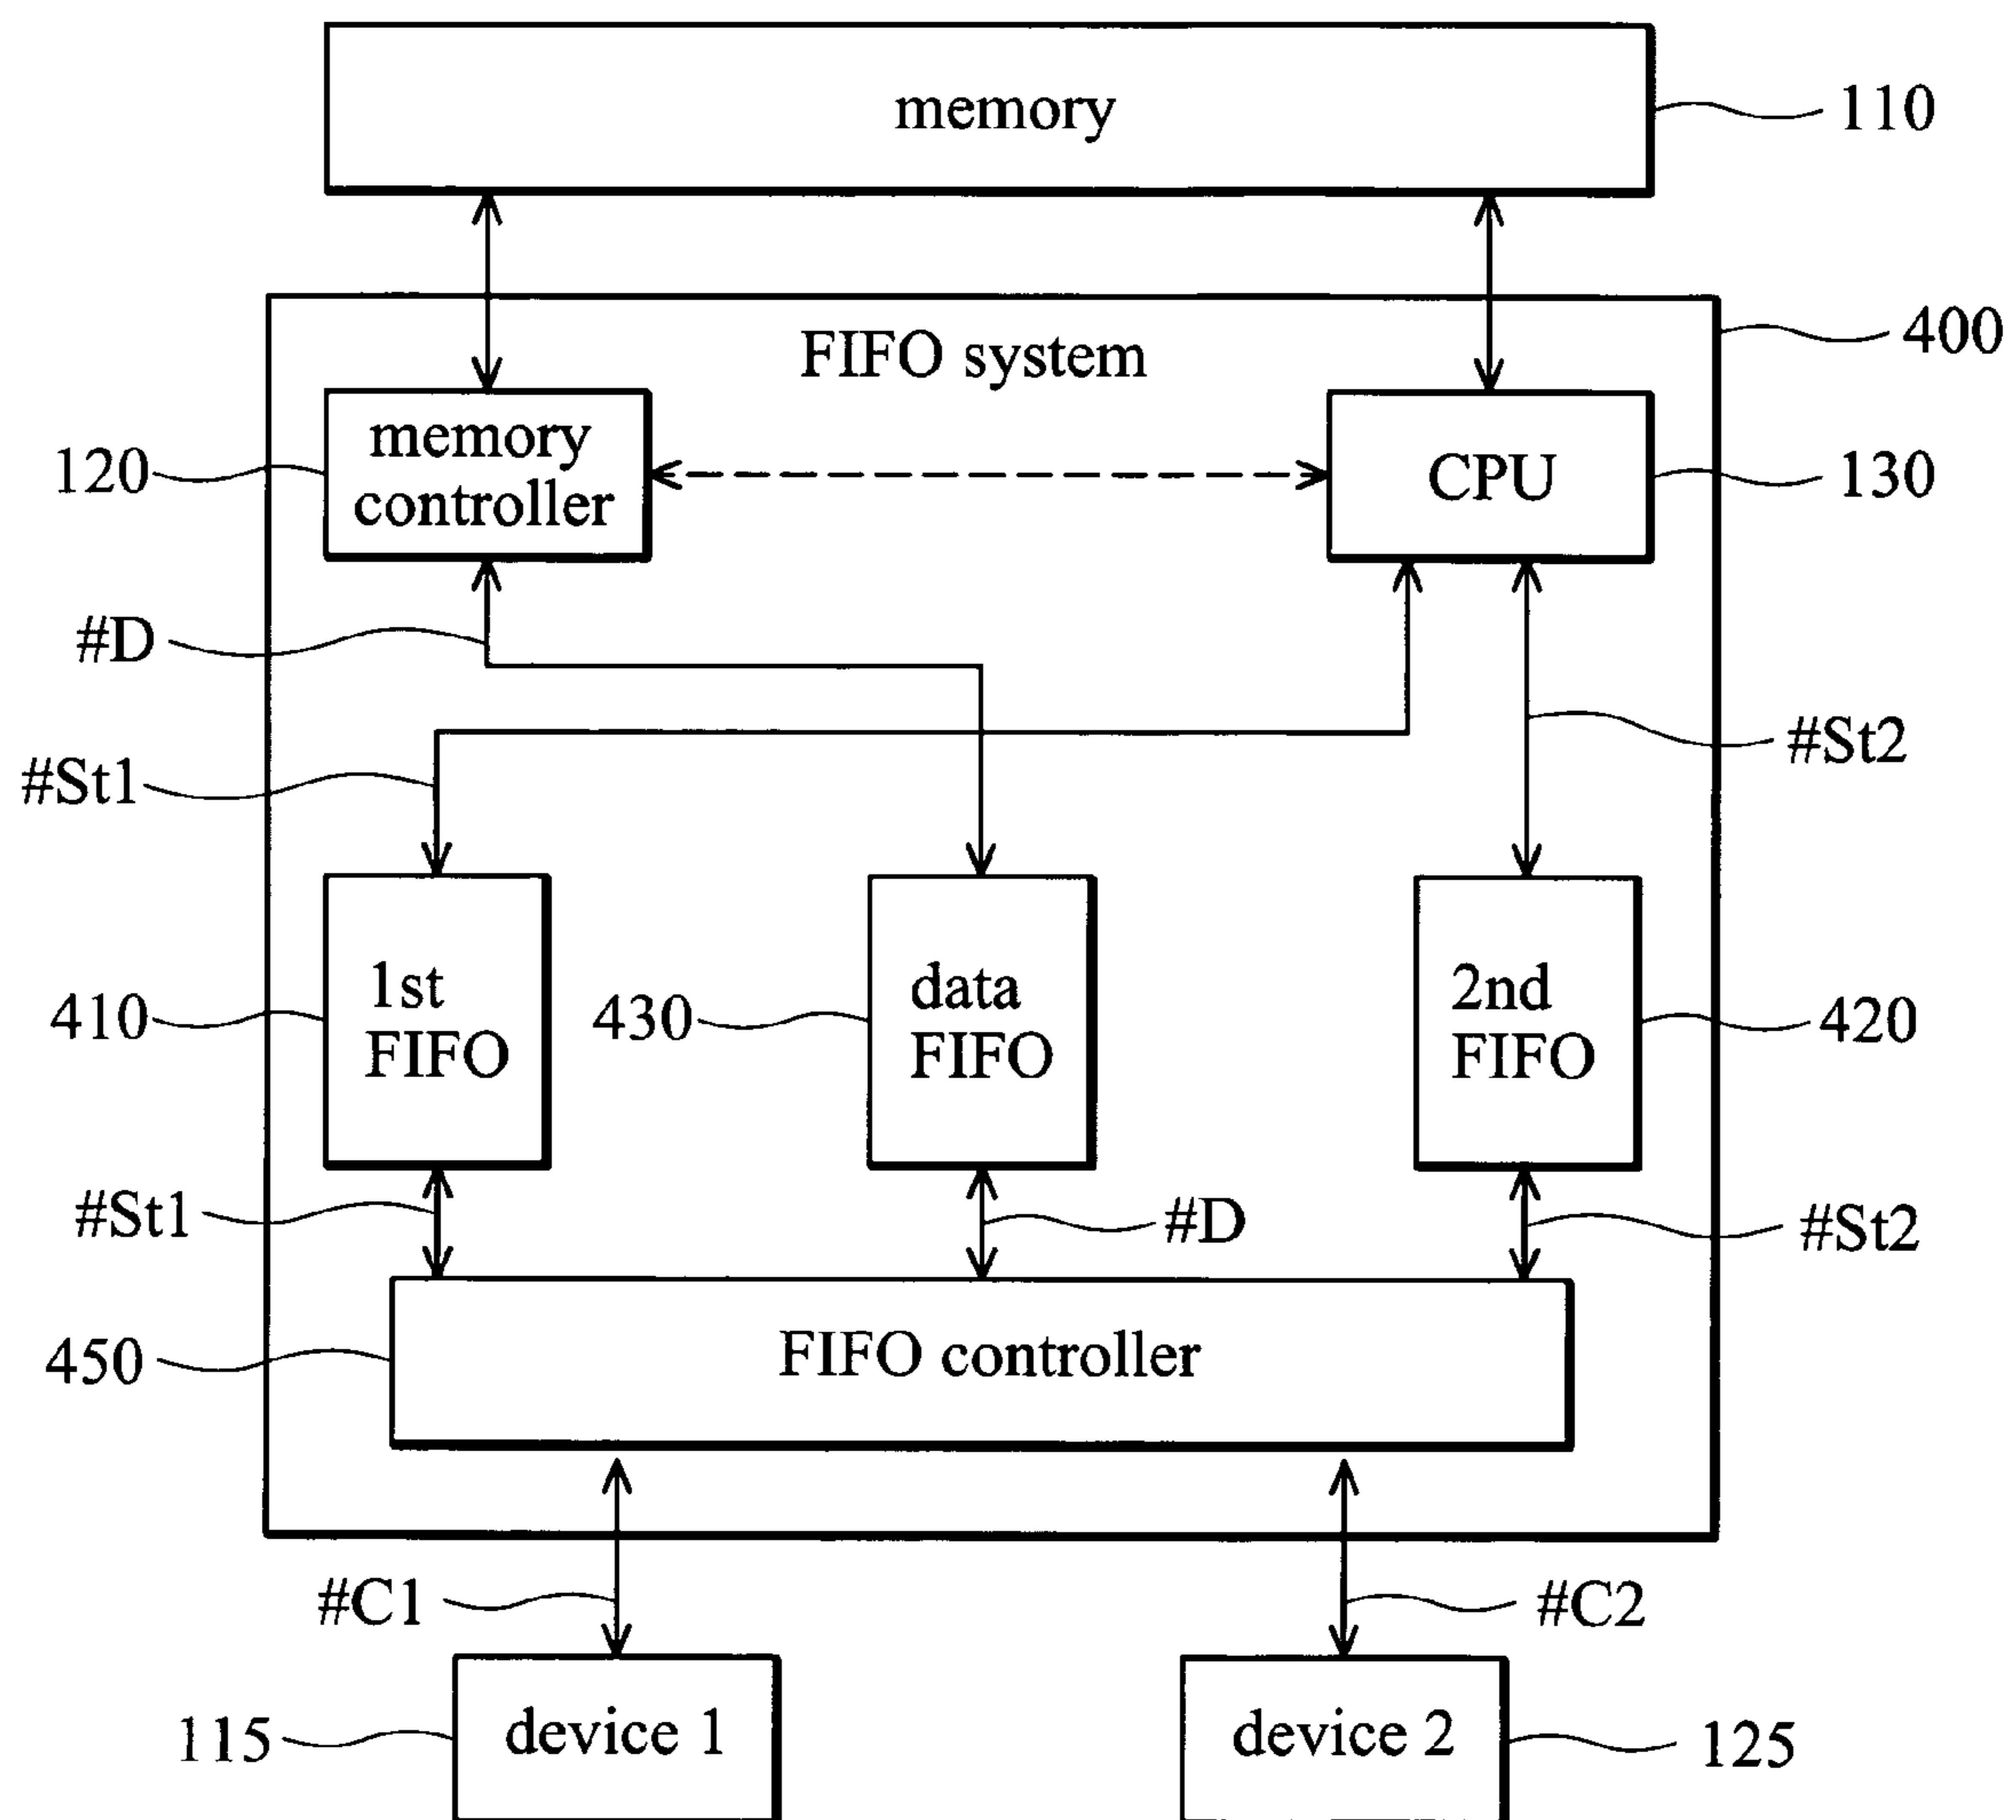 memory
110
FIFO system
400
memory
controller
120
CPU
130
#D
#St1
#St2
1st
FIFO
410
data
FIFO
430
2nd
FIFO
420
#St1
#D
#St2
FIFO controller
450
#C1
#C2
device 1
115
device 2
125